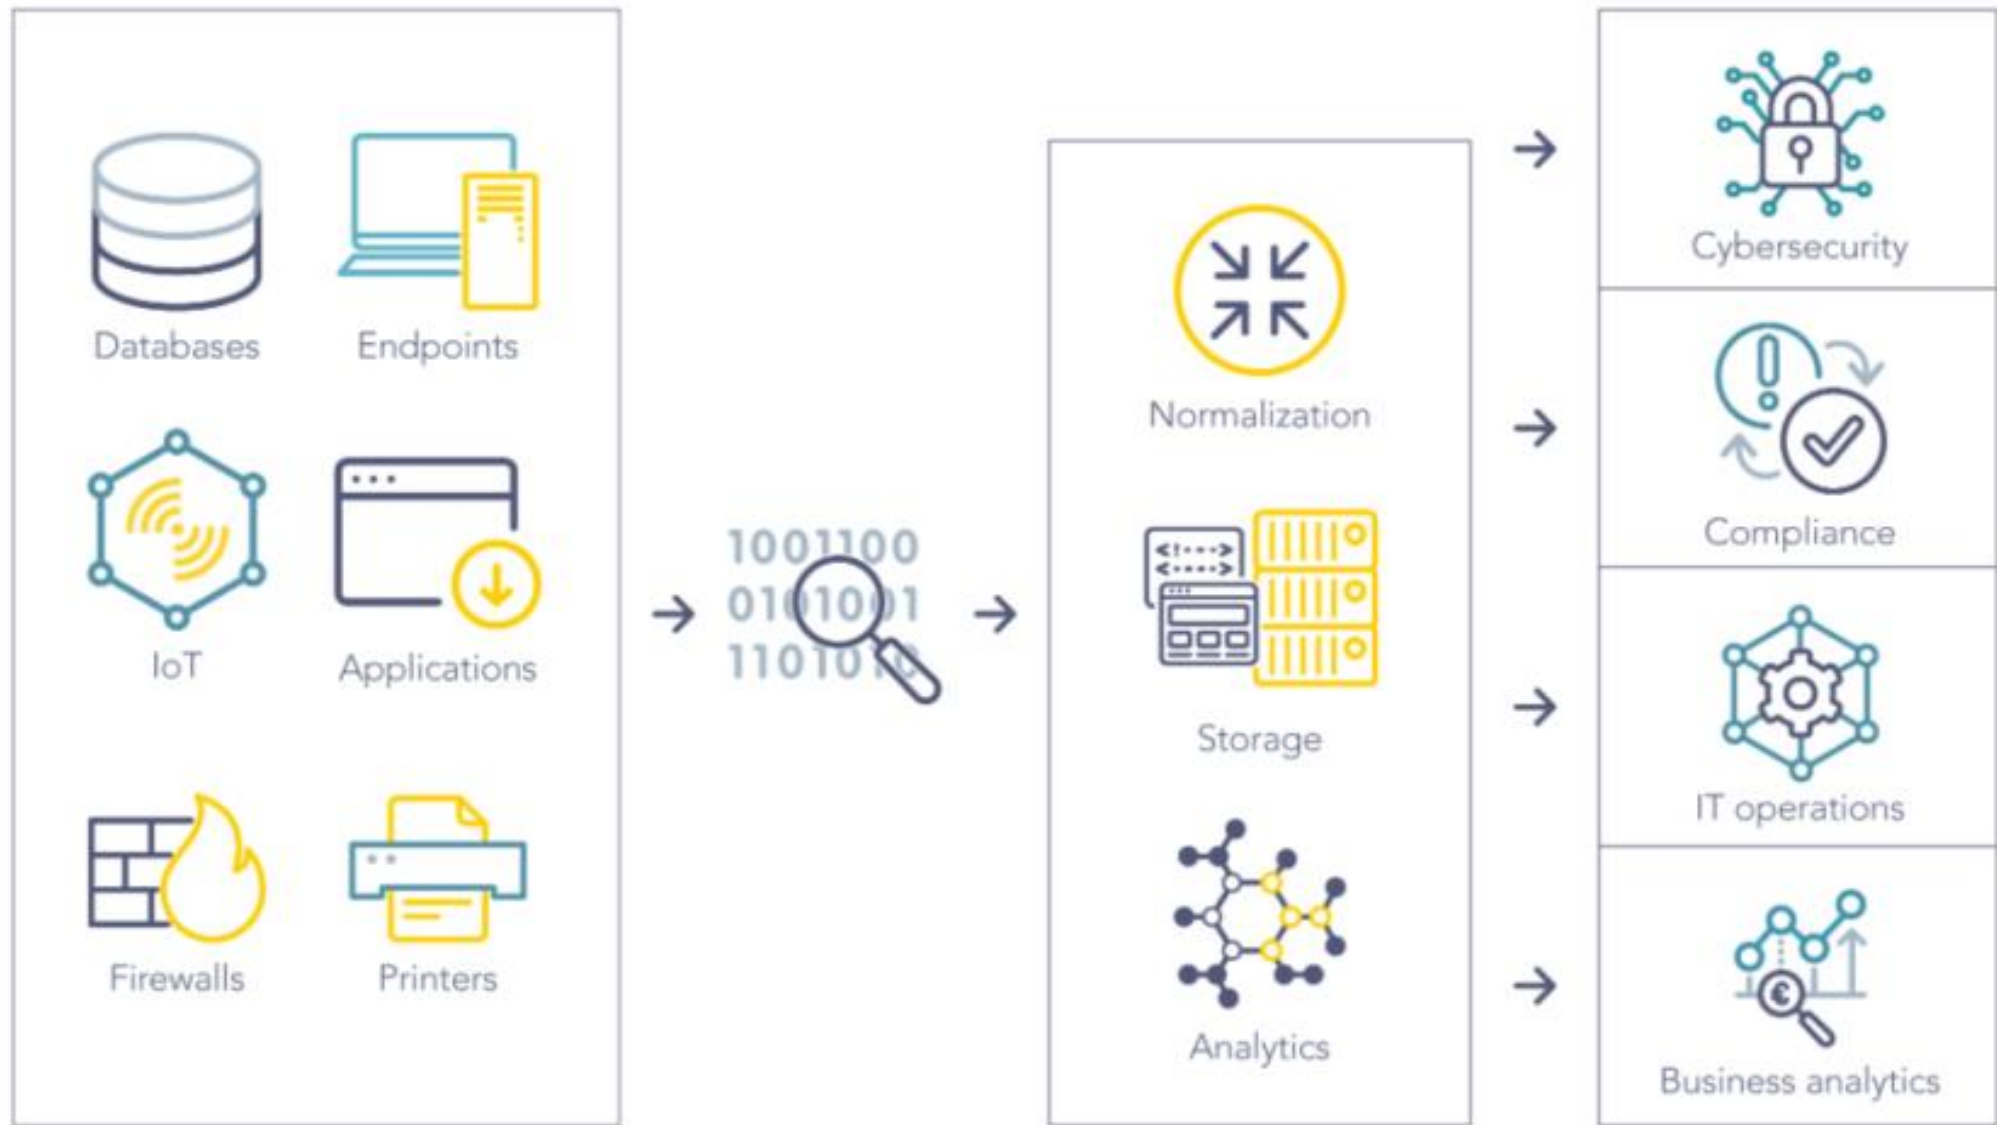 Databases
Endpoints
IoT
Applications
Firewalls
Printers
1001100
0101001
1101010
Normalization
Storage
Analytics
Cybersecurity
Compliance
IT operations
Business analytics